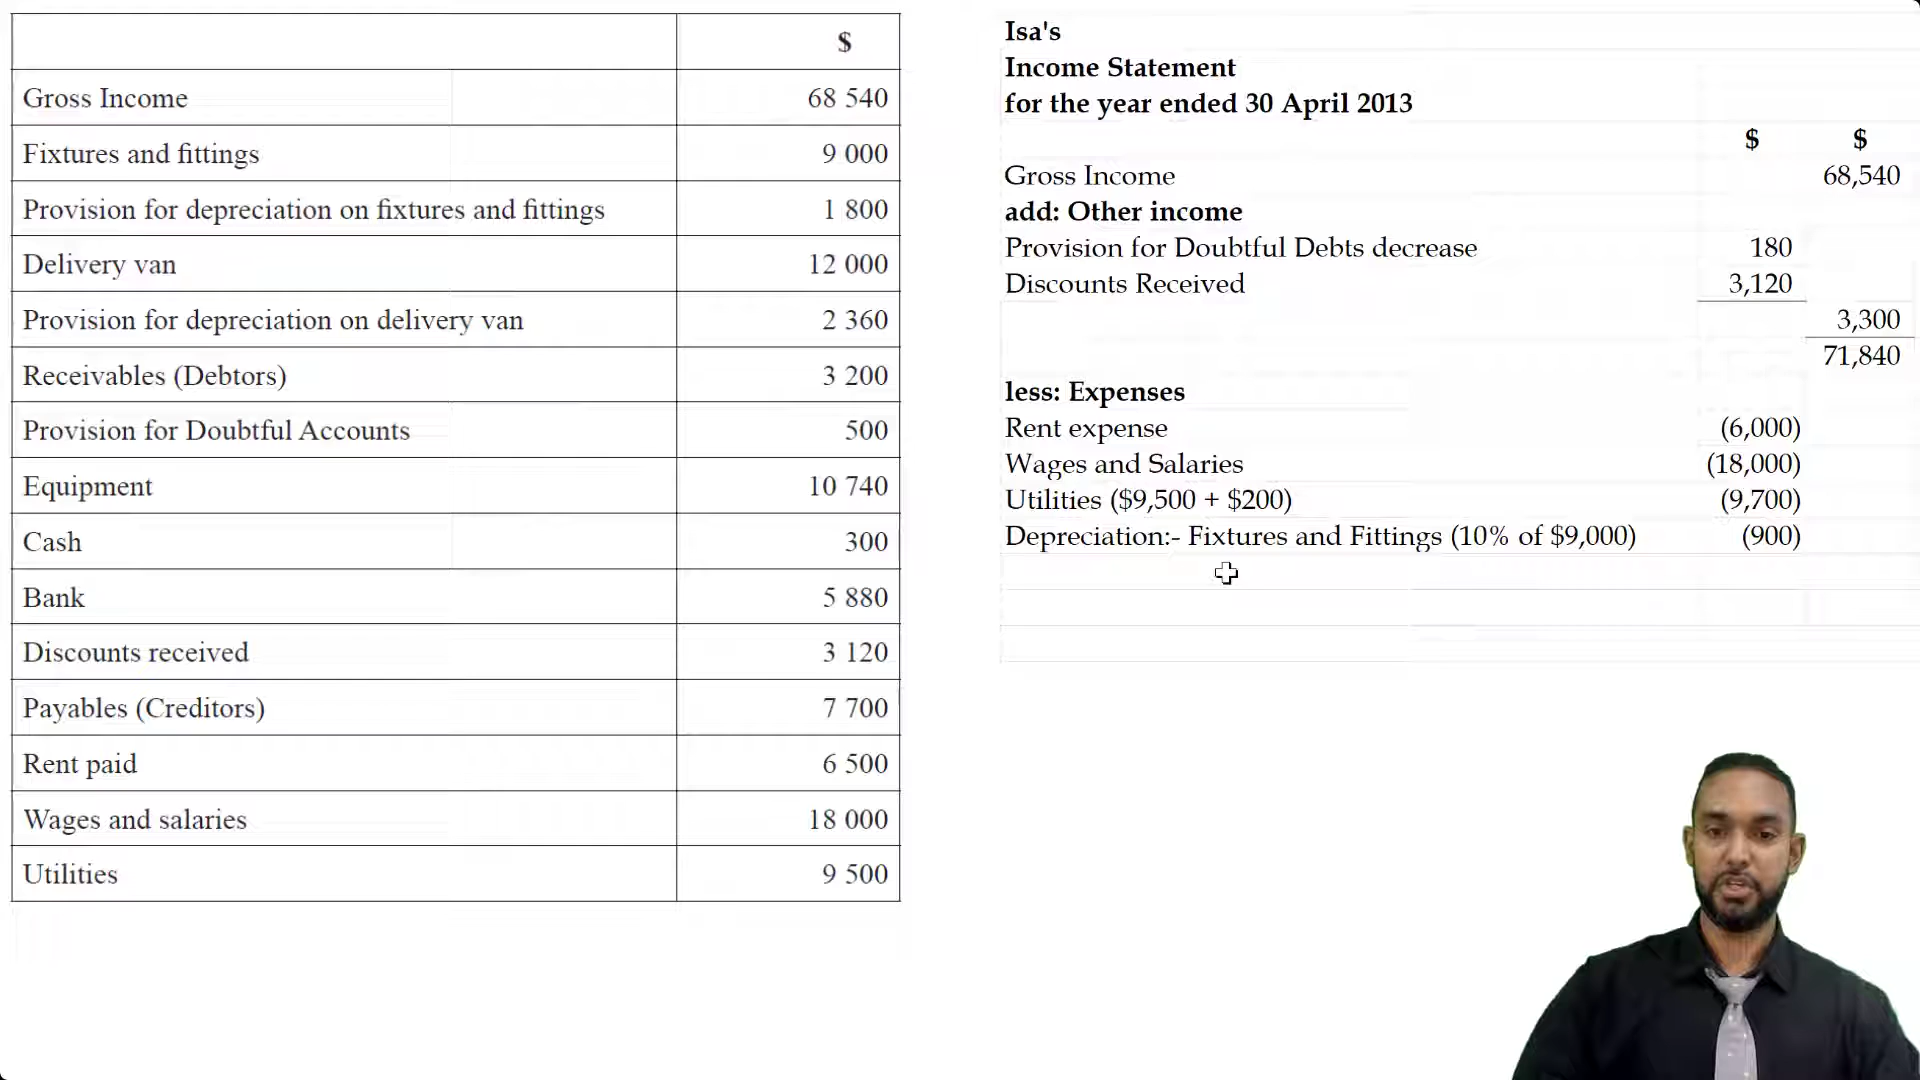 $
Gross Income 68 540
Fixtures and fittings 9 000
Provision for depreciation on fixtures and fittings 1 800
Delivery van 12 000
Provision for depreciation on delivery van 2 360
Receivables (Debtors) 3 200
Provision for Doubtful Accounts 500
Equipment 10 740
Cash 300
Bank 5 880
Discounts received 3 120
Payables (Creditors) 7 700
Rent paid 6 500
Wages and salaries 18 000
Utilities 9 500
Isa's
Income Statement
for the year ended 30 April 2013
$ $
Gross Income 68,540
add: Other income
Provision for Doubtful Debts decrease 180
Discounts Received 3,120
3,300
71,840
less: Expenses
Rent expense (6,000)
Wages and Salaries (18,000)
Utilities ($9,500 + $200) (9,700)
Depreciation:- Fixtures and Fittings (10% of $9,000) (900)